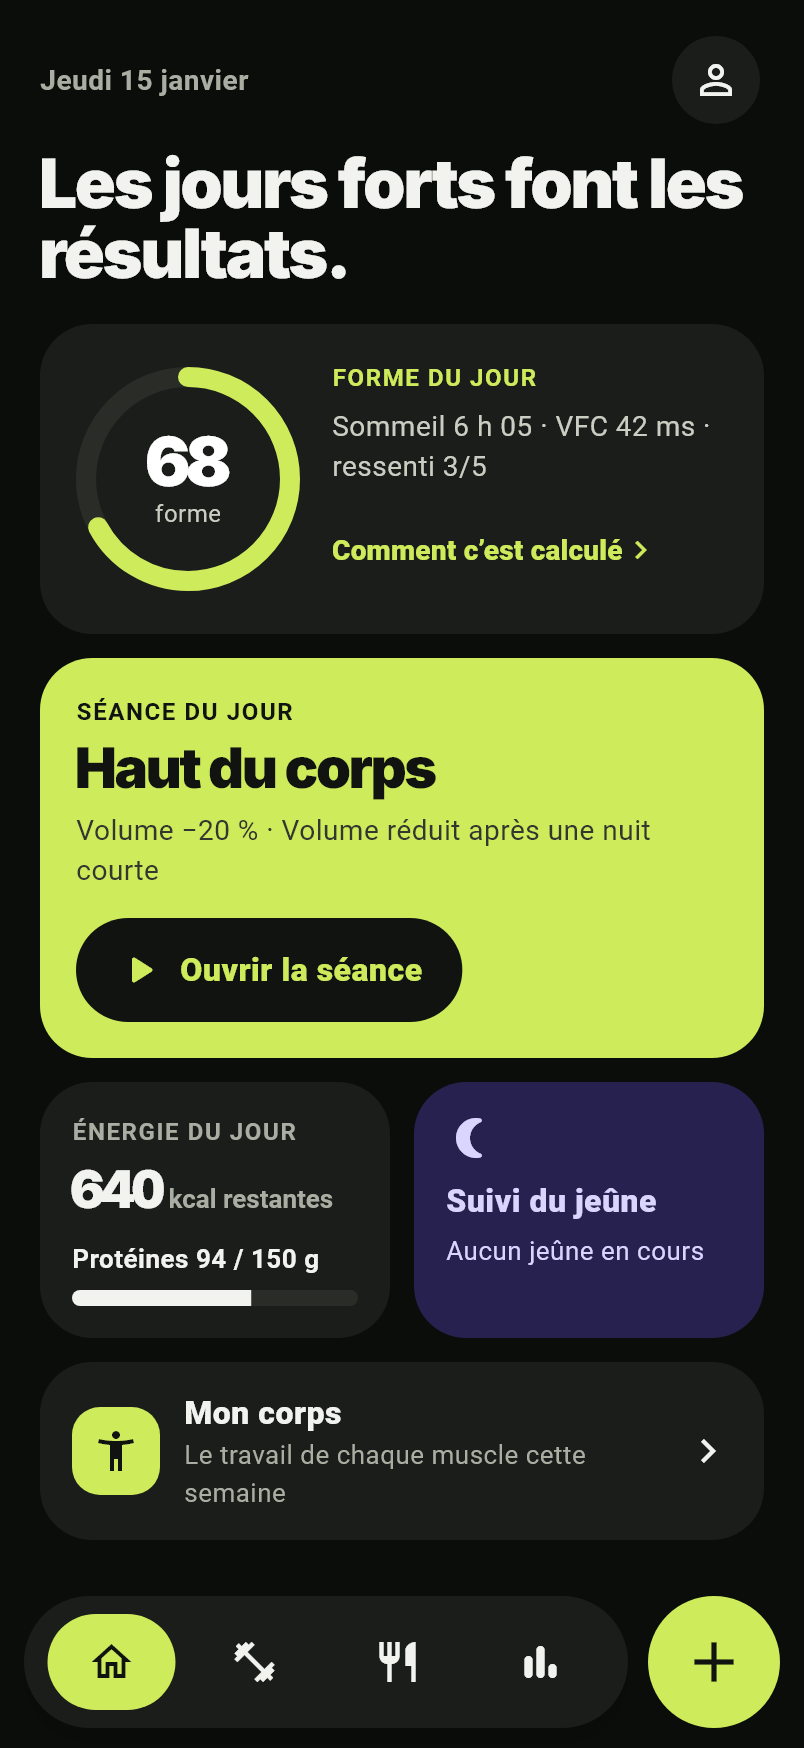 Jeudi 15 janvier
Les jours forts font les
résultats.
68
forme
FORME DU JOUR
Sommeil 6 h 05 · VFC 42 ms ·
ressenti 3/5
Comment c’est calculé
SÉANCE DU JOUR
Haut du corps
Volume −20 % · Volume réduit après une nuit
courte
Ouvrir la séance
ÉNERGIE DU JOUR
640 kcal restantes
Protéines 94 / 150 g
Suivi du jeûne
Aucun jeûne en cours
Mon corps
Le travail de chaque muscle cette
semaine